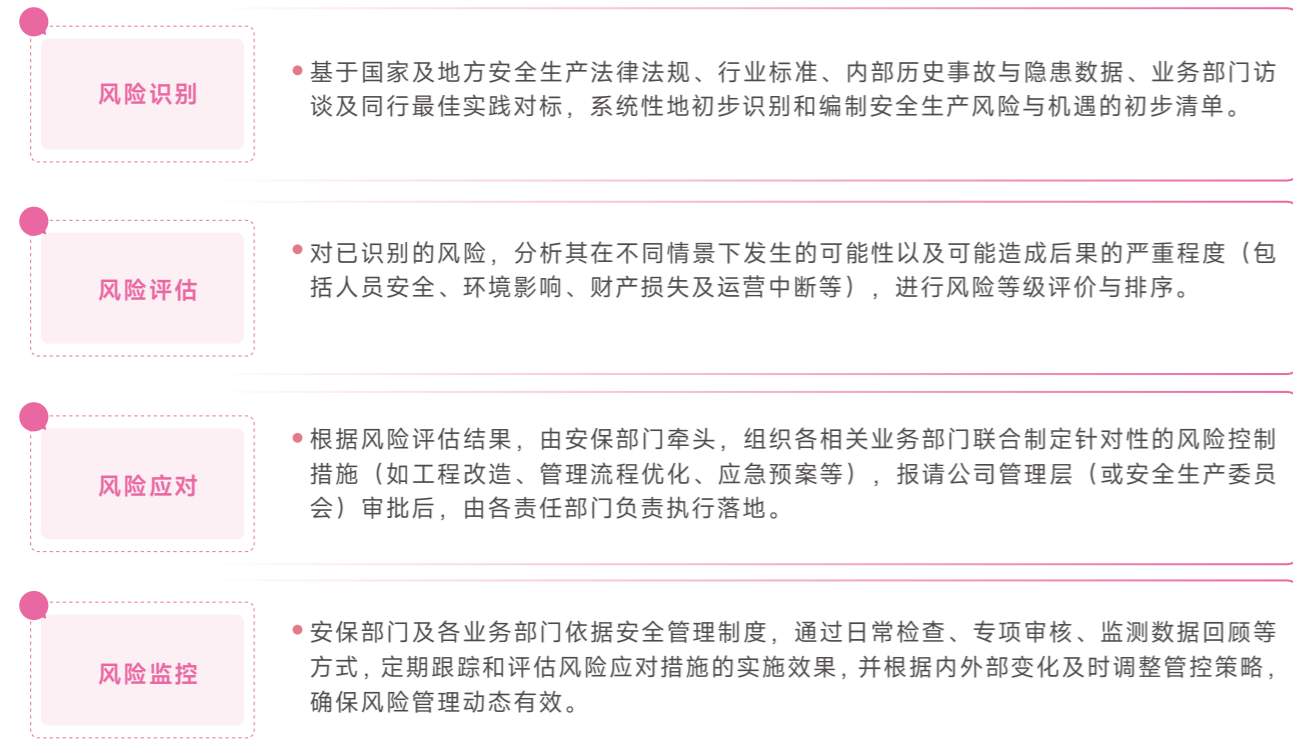 风险识别
基于国家及地方安全生产法律法规、行业标准、内部历史事故与隐患数据、业务部门访
谈及同行最佳实践对标，系统性地初步识别和编制安全生产风险与机遇的初步清单。
风险评估
对已识别的风险，分析其在不同情景下发生的可能性以及可能造成后果的严重程度（包
括人员安全、环境影响、财产损失及运营中断等），进行风险等级评价与排序。
风险应对
根据风险评估结果，由安保部门牵头，组织各相关业务部门联合制定针对性的风险控制
措施（如工程改造、管理流程优化、应急预案等），报请公司管理层（或安全生产委员
会）审批后，由各责任部门负责执行落地。
风险监控
安保部门及各业务部门依据安全管理制度，通过日常检查、专项审核、监测数据回顾等
方式，定期跟踪和评估风险应对措施的实施效果，并根据内外部变化及时调整管控策略，
确保风险管理动态有效。